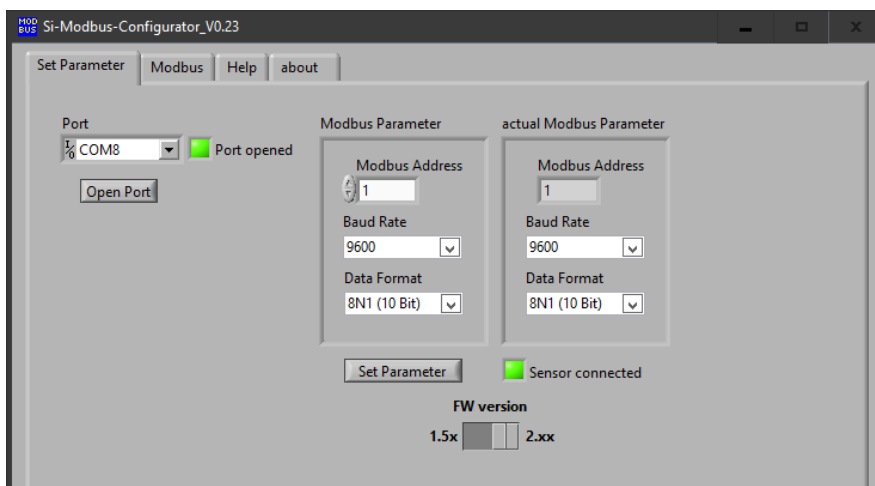 MOD BUS Si-Modbus-Configurator_V0.23
Set Parameter Modbus Help about
Port
I/O COM8 Port opened
Open Port
Modbus Parameter
Modbus Address
1
Baud Rate
9600
Data Format
8N1 (10 Bit)
Set Parameter
actual Modbus Parameter
Modbus Address
1
Baud Rate
9600
Data Format
8N1 (10 Bit)
Sensor connected
FW version
1.5x 2.xx